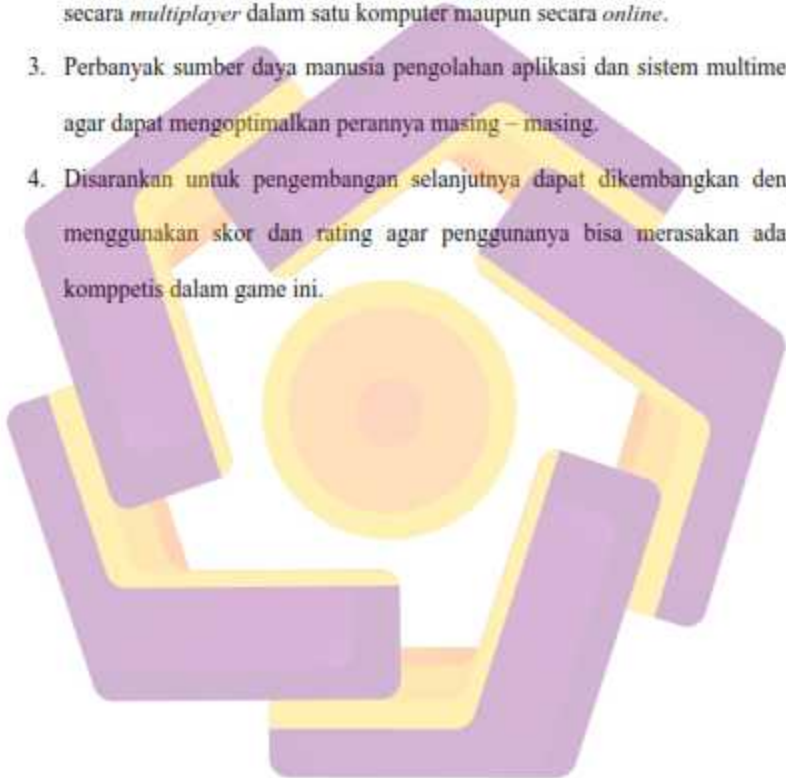 secara multiplayer dalam satu komputer maupun secara online.
3. Perbanyak sumber daya manusia pengolahan aplikasi dan sistem multime
agar dapat mengoptimalkan perannya masing – masing.
4. Disarankan untuk pengembangan selanjutnya dapat dikembangkan den
menggunakan skor dan rating agar penggunanya bisa merasakan ada
komppetis dalam game ini.